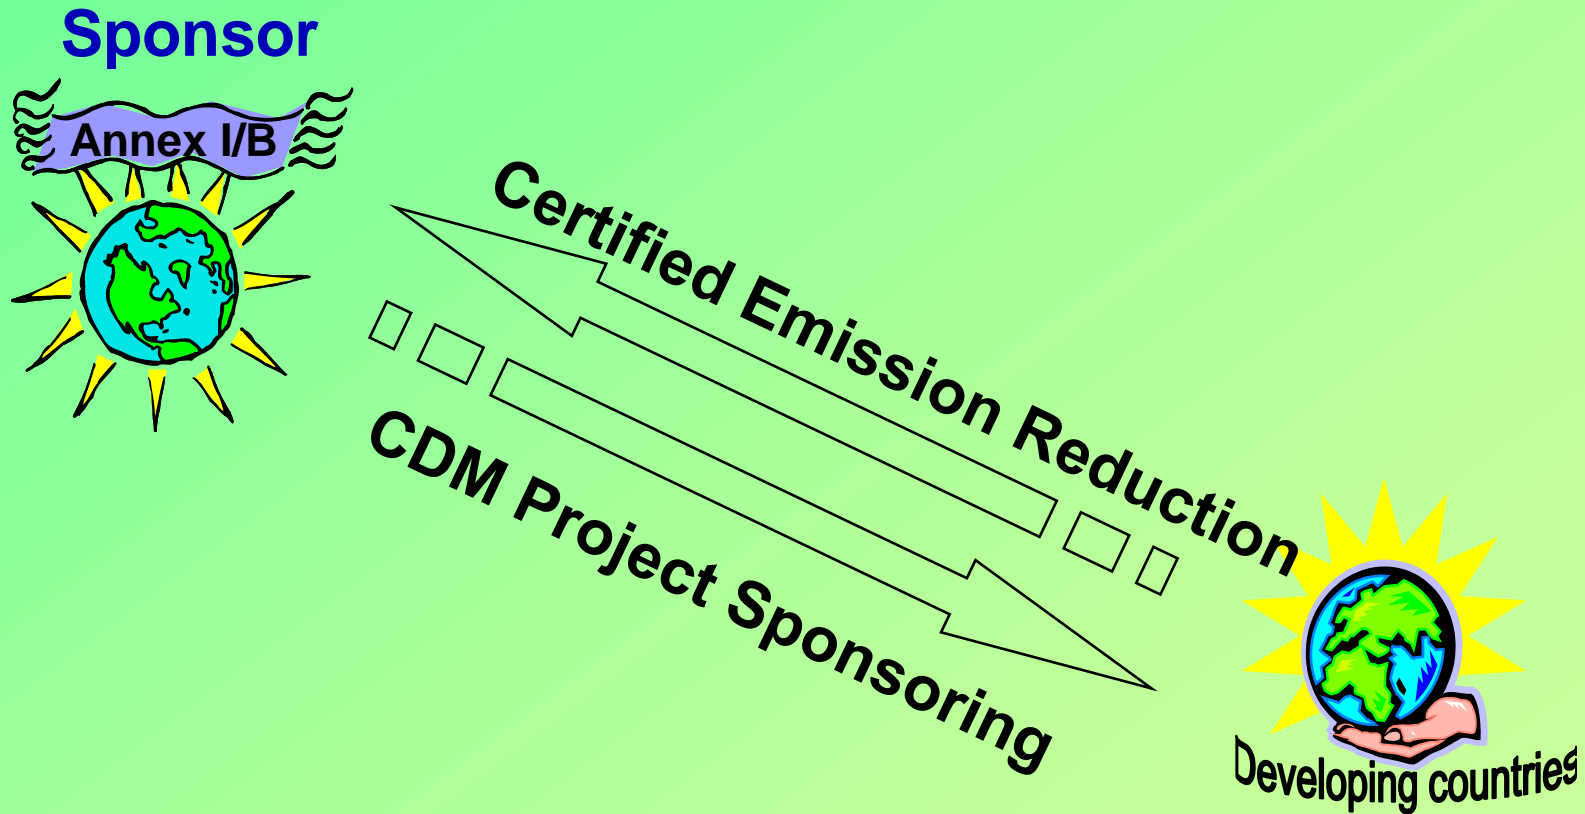 Sponsor
Annex I/B
Certified Emission Reduction
CDM Project Sponsoring
Developing countries